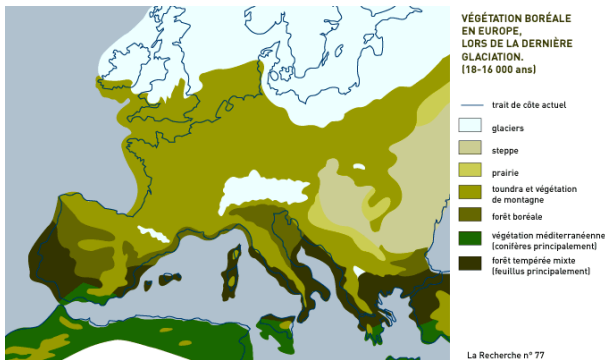 VÉGÉTATION BORÉALE
EN EUROPE,
LORS DE LA DERNIÈRE
GLACIATION.
(18-16 000 ans)
trait de côte actuel
glaciers
steppe
prairie
toundra et végétation
de montagne
forêt boréale
végétation méditerranéenne
(conifères principalement)
forêt tempérée mixte
(feuillus principalement)
La Recherche n° 77